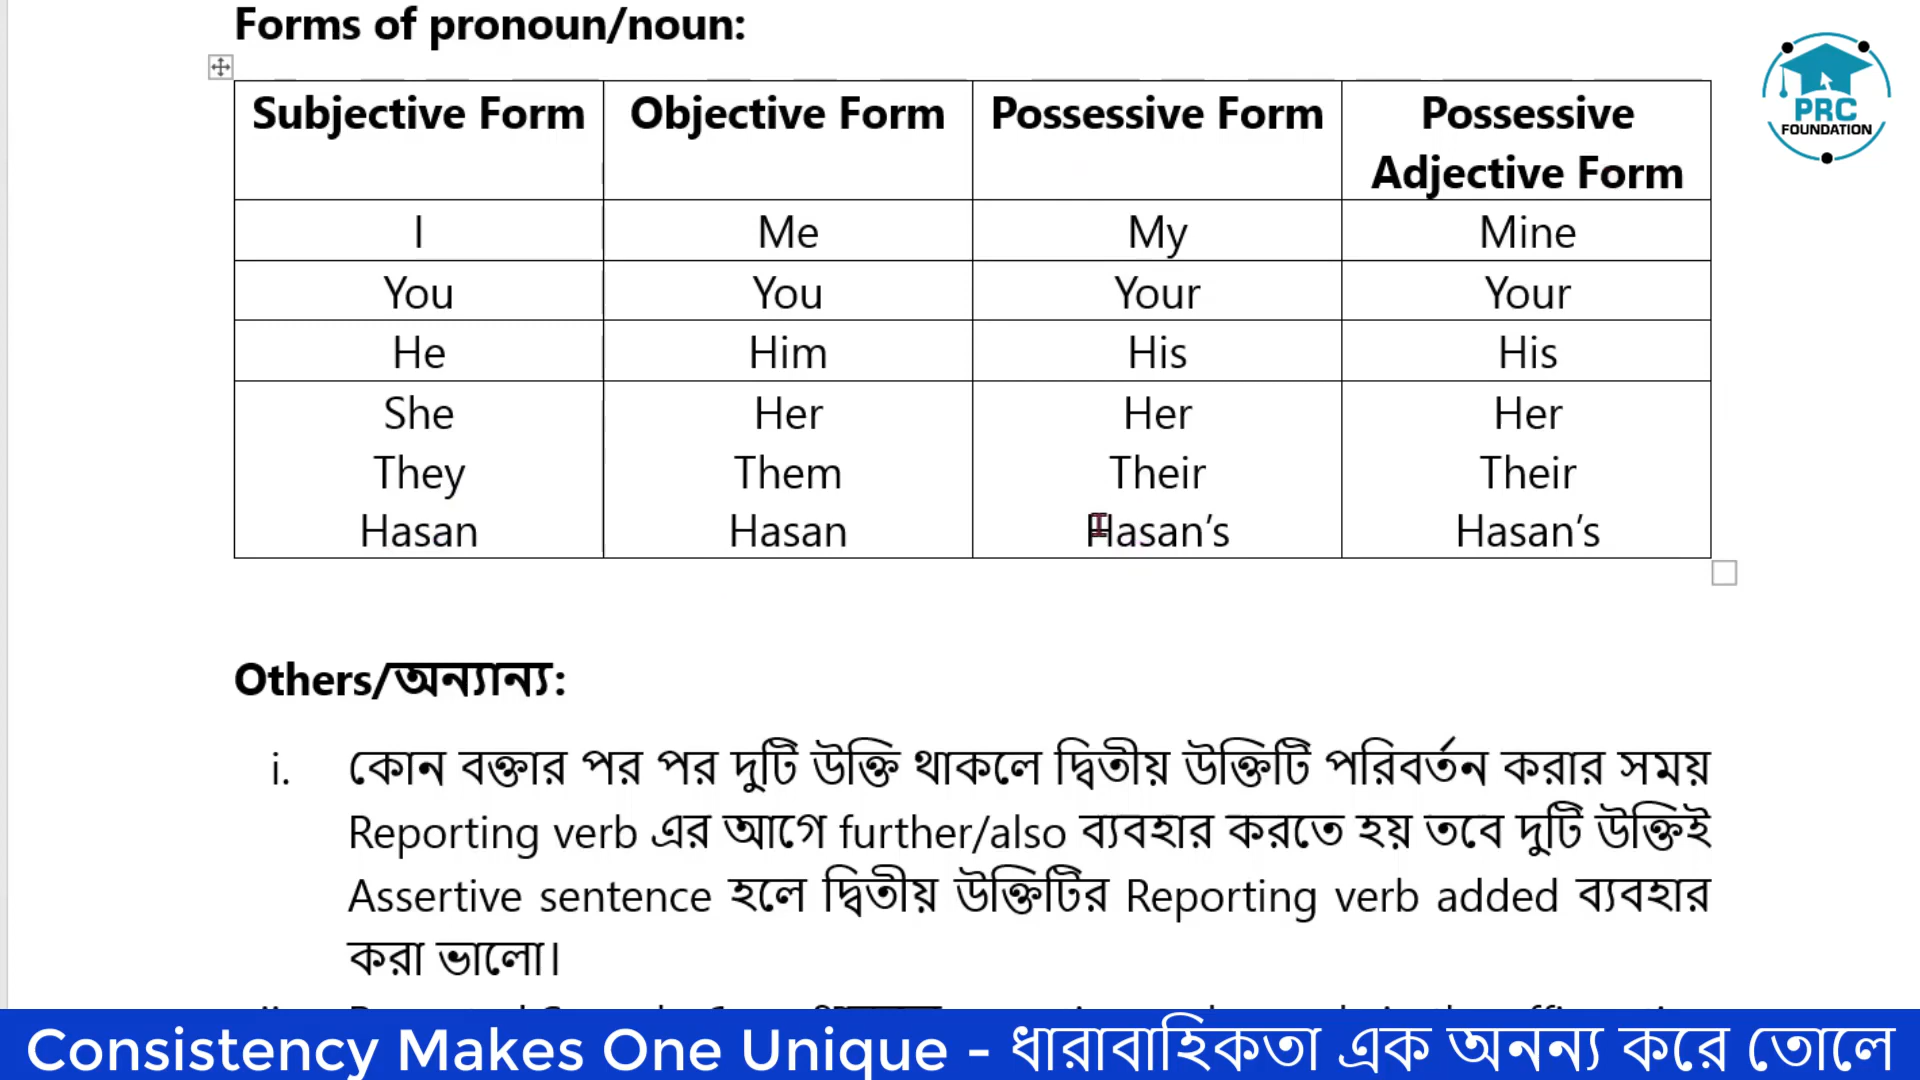 Forms of pronoun/noun:
PRC
FOUNDATION
Subjective Form Objective Form Possessive Form Possessive Adjective Form
I Me My Mine
You You Your Your
He Him His His
She Her Her Her
They Them Their Their
Hasan Hasan Hasan’s Hasan’s
Others/অন্যান্য:
i. কোন বক্তার পর পর দুটি উক্তি থাকলে দ্বিতীয় উক্তিটি পরিবর্তন করার সময়
Reporting verb এর আগে further/also ব্যবহার করতে হয় তবে দুটি উক্তিই
Assertive sentence হলে দ্বিতীয় উক্তিটির Reporting verb added ব্যবহার
করা ভালো।
Consistency Makes One Unique - ধারাবাহিকতা এক অনন্য করে তোলে